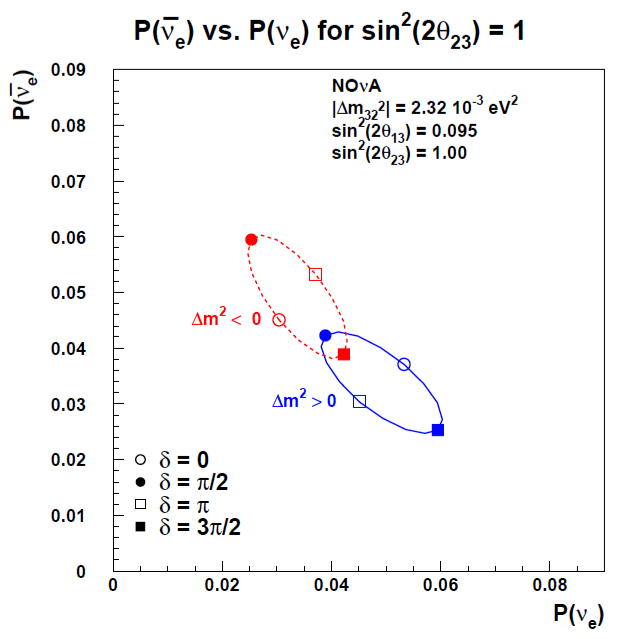 P(ν̅ₑ) vs. P(νₑ) for sin²(2θ₂₃) = 1
P(ν̅ₑ)
0.09
0.08
0.07
0.06
0.05
0.04
0.03
0.02
0.01
0
NOνA
|Δm₃₂²| = 2.32 10⁻³ eV²
sin²(2θ₁₃) = 0.095
sin²(2θ₂₃) = 1.00
Δm² < 0
Δm² > 0
δ = 0
δ = π/2
δ = π
δ = 3π/2
0 0.02 0.04 0.06 0.08
P(νₑ)